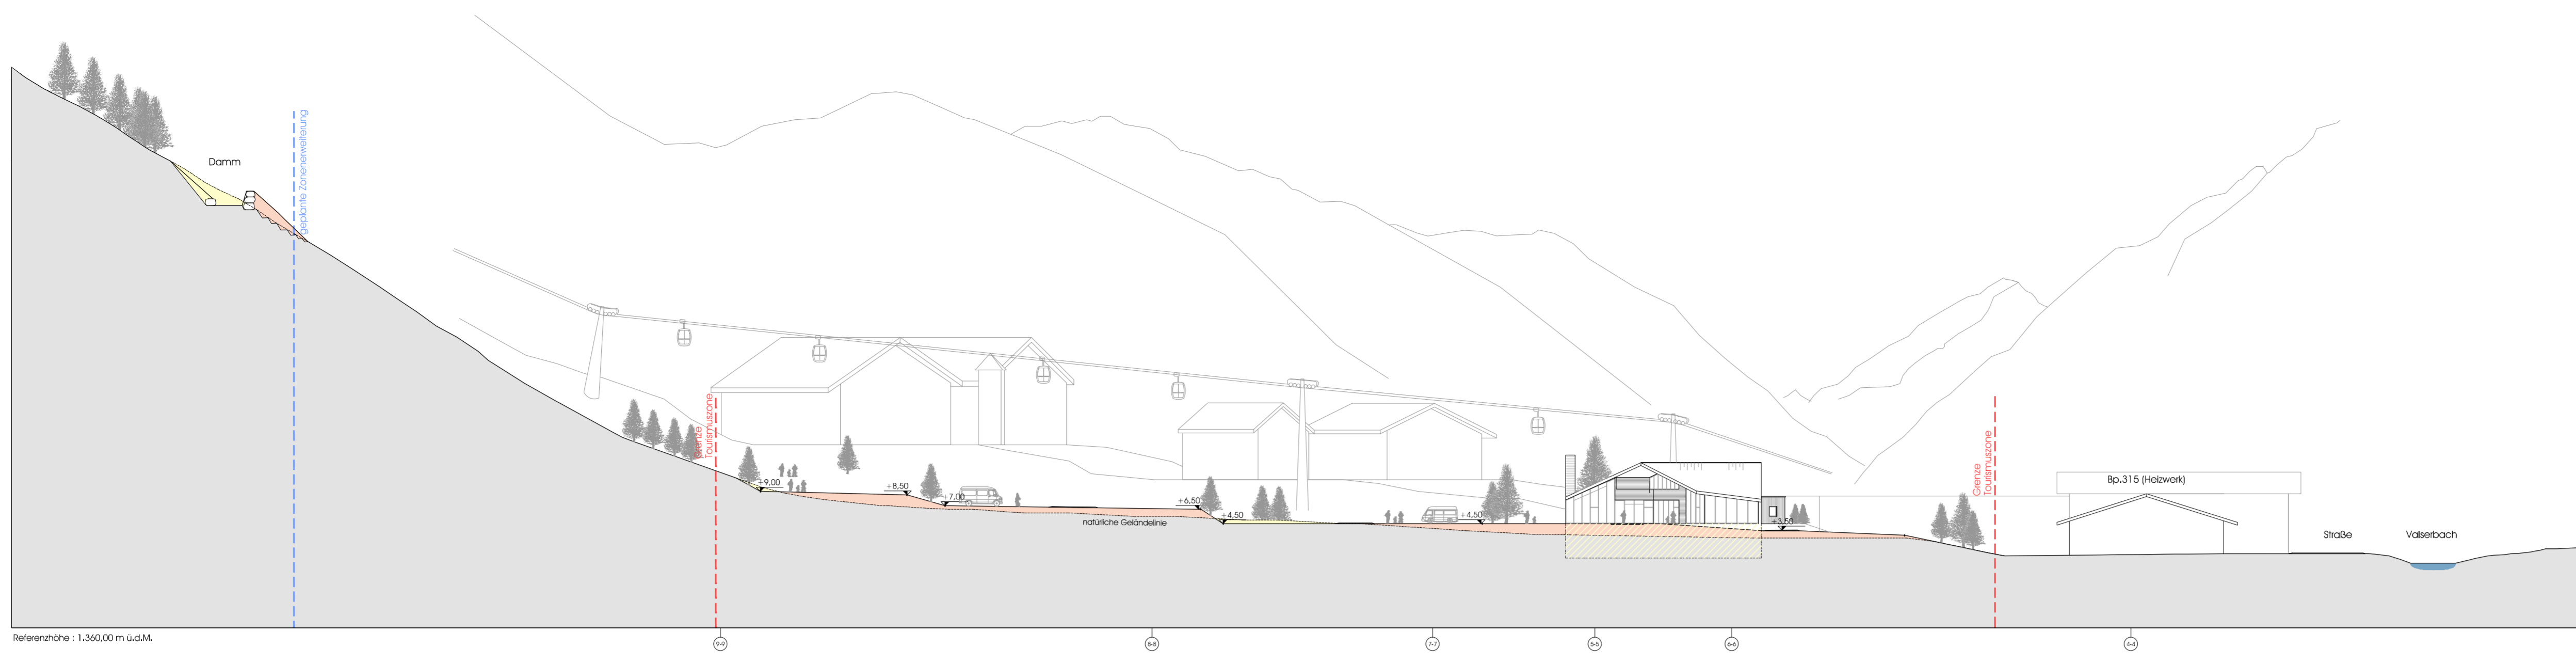 Damm
geplante Zonenerweiterung
Grenze
Tourismuszone
+9,00
+8,50
+7,00
+6,50
+4,50
natürliche Geländelinie
+4,50
+3,50
Grenze
Tourismuszone
Bp.315 (Heizwerk)
Straße
Valserbach
Referenzhöhe : 1.360,00 m ü.d.M.
9-9
8-8
7-7
5-5
6-6
4-4